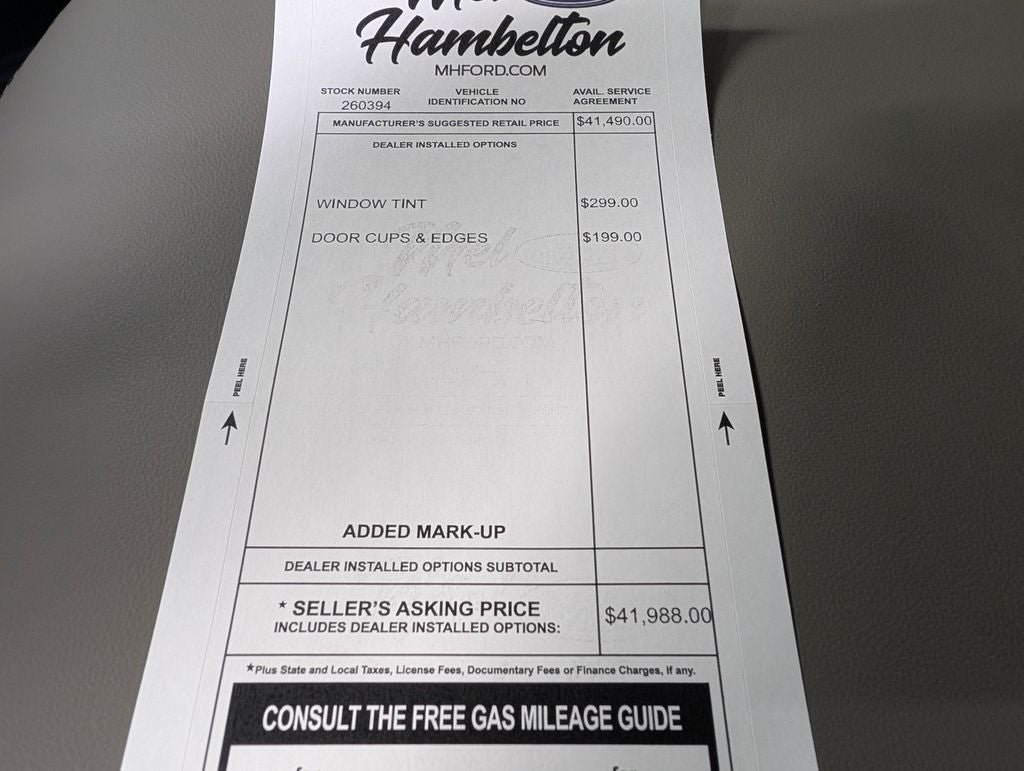 Hambelton
MHFORD.COM
STOCK NUMBER
260394
VEHICLE
IDENTIFICATION NO
AVAIL. SERVICE
AGREEMENT
MANUFACTURER'S SUGGESTED RETAIL PRICE $41,490.00
DEALER INSTALLED OPTIONS
WINDOW TINT $299.00
DOOR CUPS & EDGES $199.00
Mel
Hambelton
PEEL HERE
PEEL HERE
ADDED MARK-UP
DEALER INSTALLED OPTIONS SUBTOTAL
* SELLER'S ASKING PRICE
INCLUDES DEALER INSTALLED OPTIONS:
$41,988.00
*Plus State and Local Taxes, License Fees, Documentary Fees or Finance Charges, if any.
CONSULT THE FREE GAS MILEAGE GUIDE